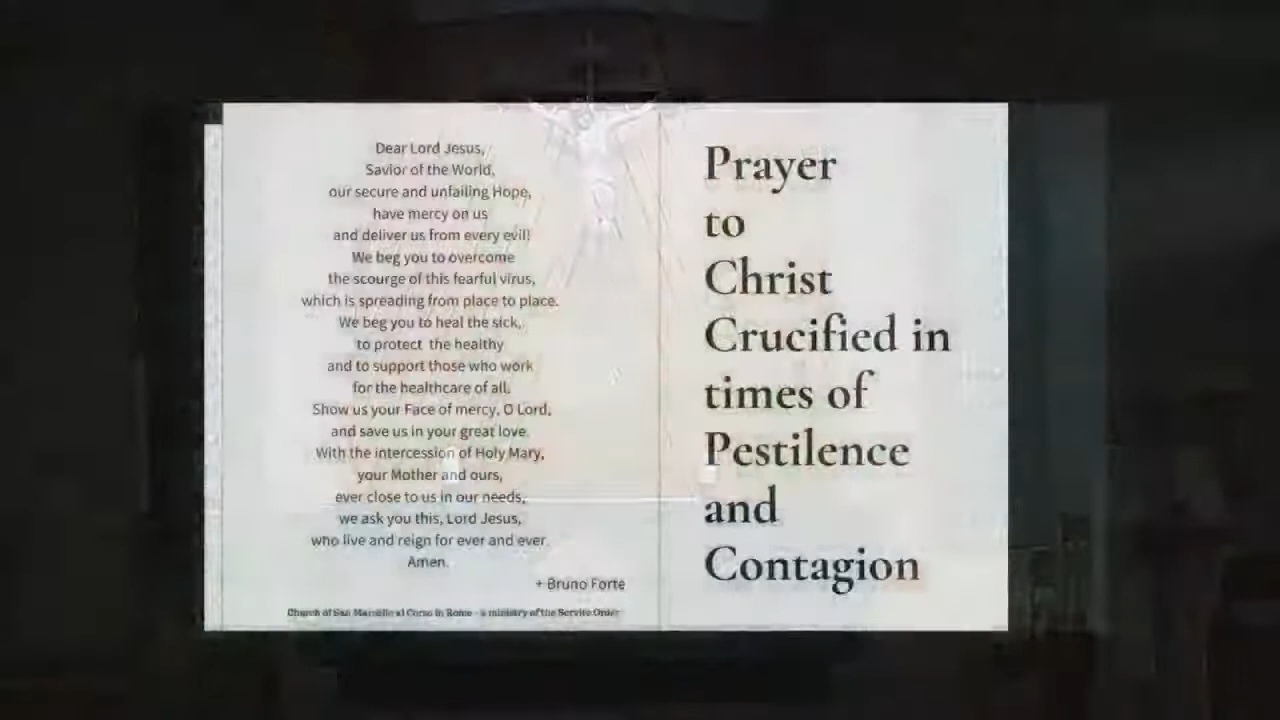 Dear Lord Jesus,
Savior of the World,
our secure and unfailing Hope,
have mercy on us
and deliver us from every evil!
We beg you to overcome
the scourge of this fearful virus,
which is spreading from place to place.
We beg you to heal the sick,
to protect the healthy
and to support those who work
for the healthcare of all.
Show us your Face of mercy, O Lord,
and save us in your great love.
With the intercession of Holy Mary,
your Mother and ours,
ever close to us in our needs,
we ask you this, Lord Jesus,
who live and reign for ever and ever.
Amen.
+ Bruno Forte
Church of San Marcello al Corso in Rome - a ministry of the Servite Order
Prayer
to
Christ
Crucified in
times of
Pestilence
and
Contagion